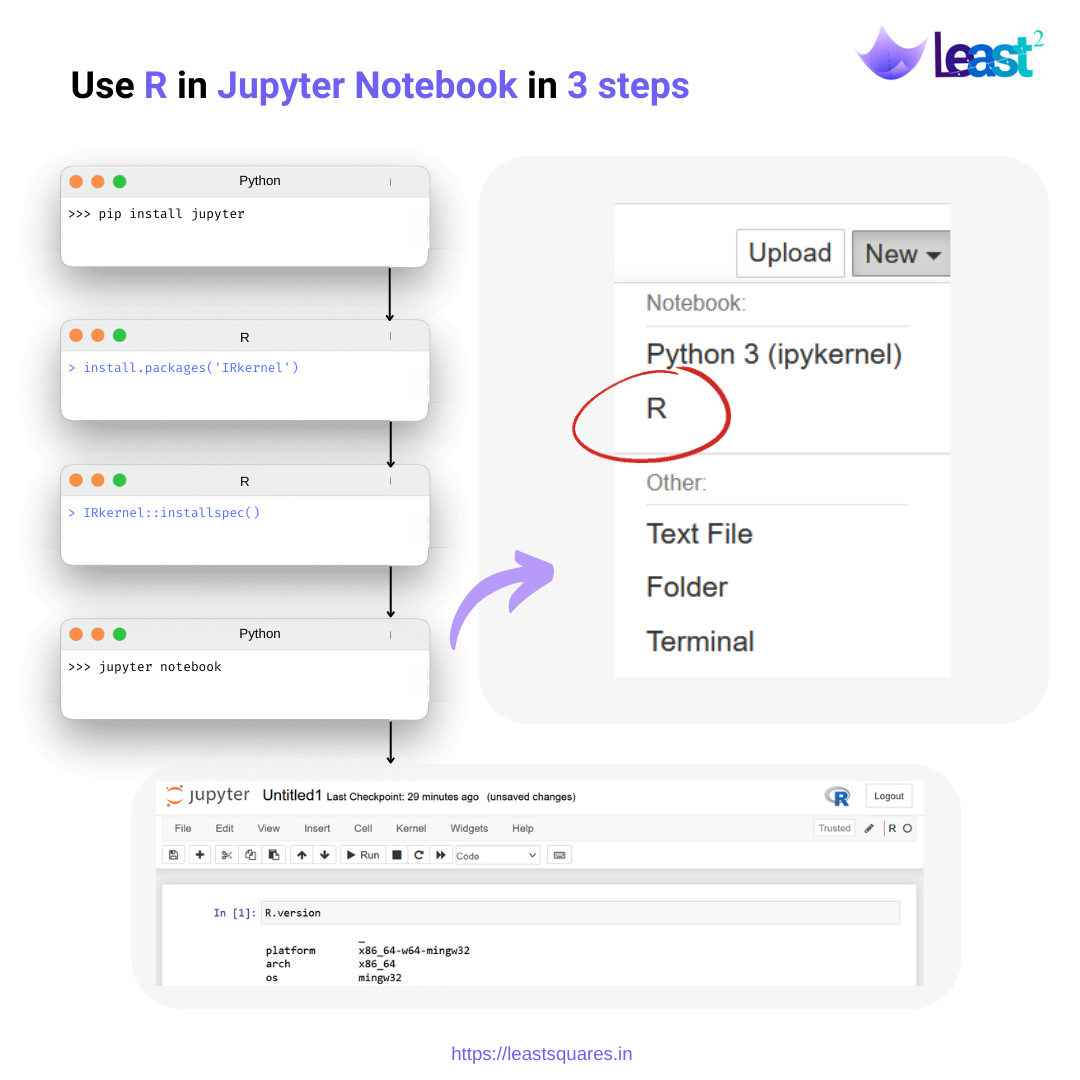 Least²
Use R in Jupyter Notebook in 3 steps
Python
>>> pip install jupyter
R
> install.packages('IRkernel')
R
> IRkernel::installspec()
Python
>>> jupyter notebook
Upload New
Notebook:
Python 3 (ipykernel)
R
Other:
Text File
Folder
Terminal
jupyter Untitled1 Last Checkpoint: 29 minutes ago (unsaved changes) R Logout
File Edit View Insert Cell Kernel Widgets Help Trusted R
Run Code
In [1]: R.version
_
platform x86_64-w64-mingw32
arch x86_64
os mingw32
https://leastsquares.in